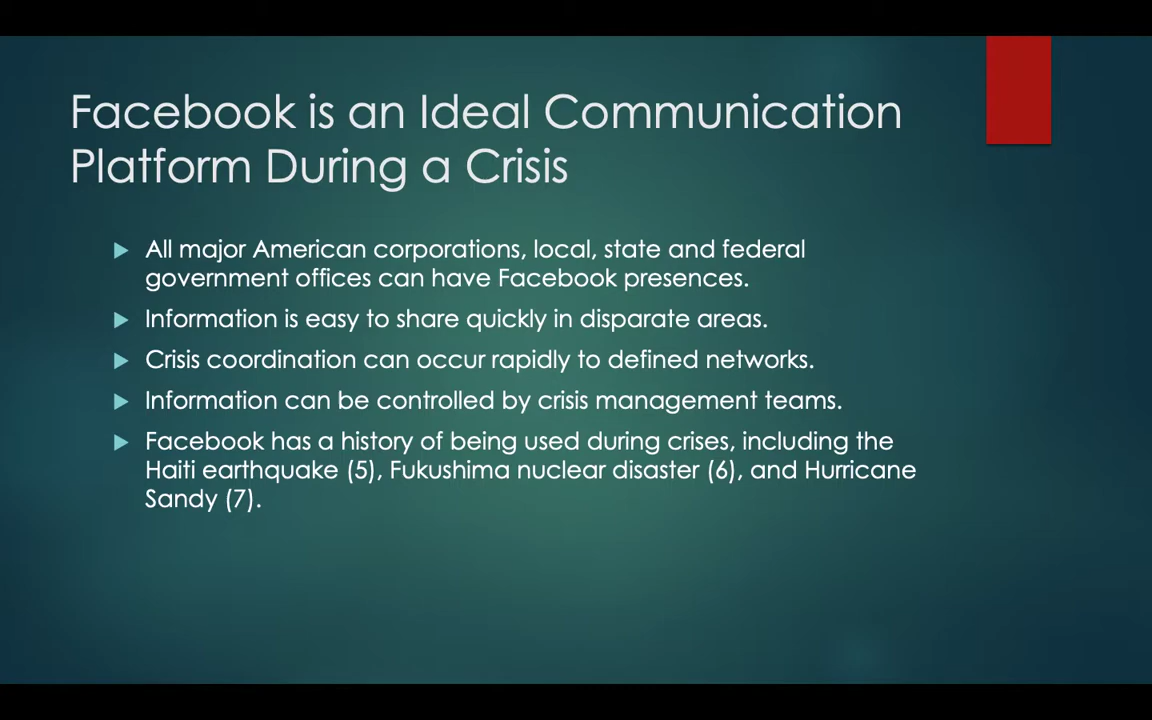 Facebook is an Ideal Communication
Platform During a Crisis
All major American corporations, local, state and federal
government offices can have Facebook presences.
Information is easy to share quickly in disparate areas.
Crisis coordination can occur rapidly to defined networks.
Information can be controlled by crisis management teams.
Facebook has a history of being used during crises, including the
Haiti earthquake (5), Fukushima nuclear disaster (6), and Hurricane
Sandy (7).